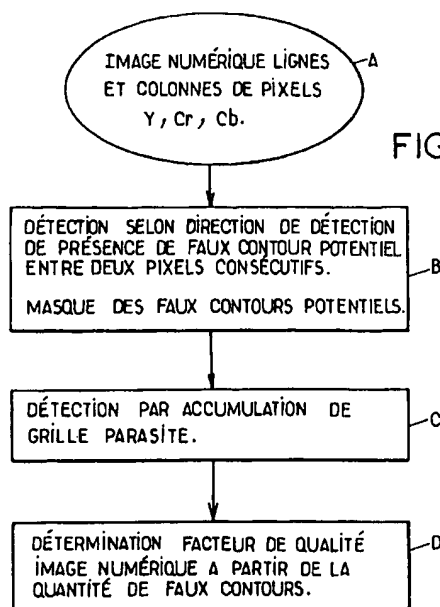 IMAGE NUMÉRIQUE LIGNES
ET COLONNES DE PIXELS
Y, Cr, Cb.
A
FIG
DÉTECTION SELON DIRECTION DE DÉTECTION
DE PRÉSENCE DE FAUX CONTOUR POTENTIEL
ENTRE DEUX PIXELS CONSÉCUTIFS.
MASQUE DES FAUX CONTOURS POTENTIELS.
B
DÉTECTION PAR ACCUMULATION DE
GRILLE PARASITE.
C
DÉTERMINATION FACTEUR DE QUALITÉ
IMAGE NUMÉRIQUE A PARTIR DE LA
QUANTITÉ DE FAUX CONTOURS.
D